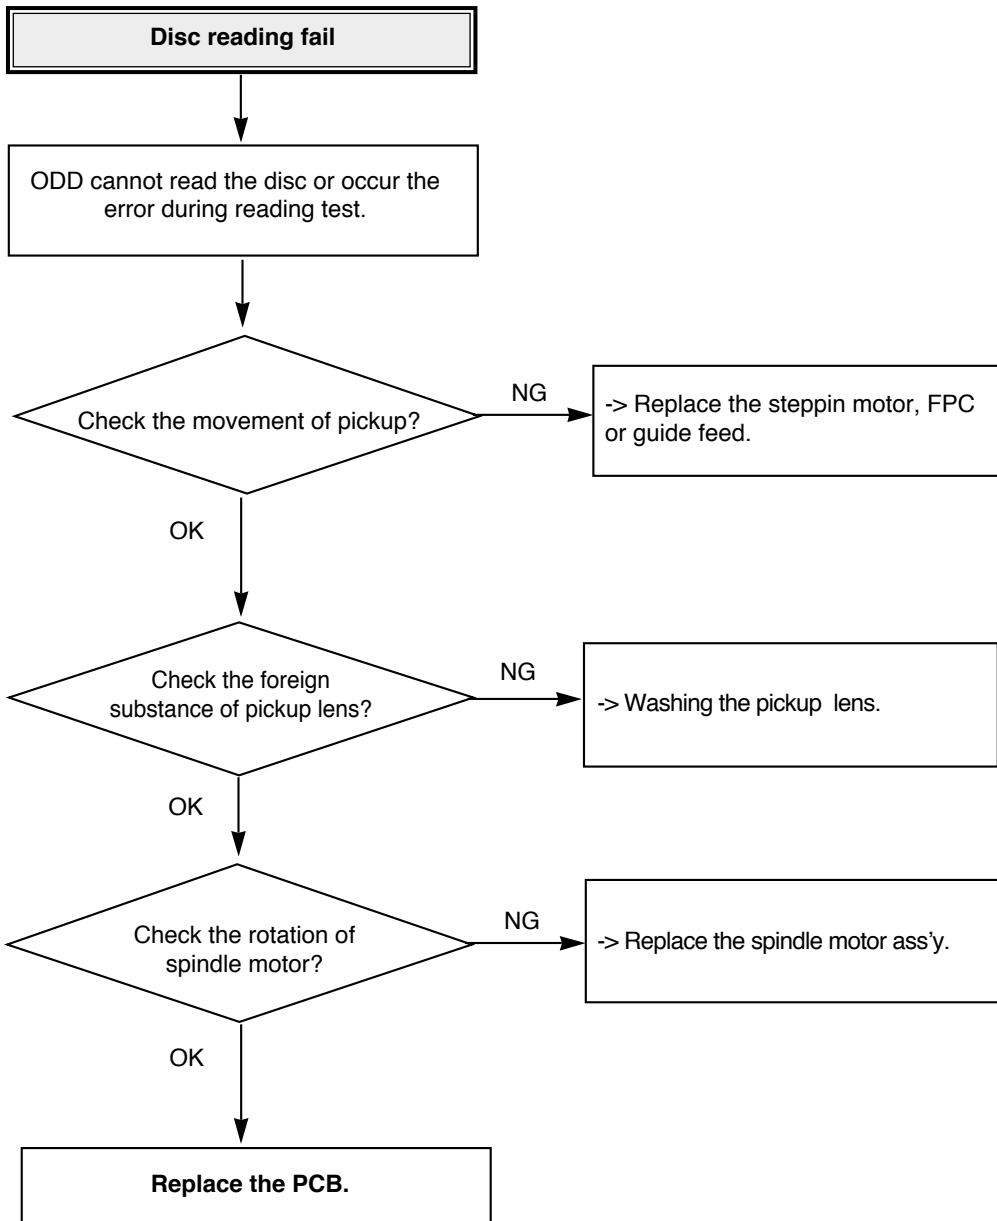 Disc reading fail
ODD cannot read the disc or occur the
error during reading test.
Check the movement of pickup?
NG
-> Replace the steppin motor, FPC
or guide feed.
OK
Check the foreign
substance of pickup lens?
NG
-> Washing the pickup lens.
OK
Check the rotation of
spindle motor?
NG
-> Replace the spindle motor ass'y.
OK
Replace the PCB.